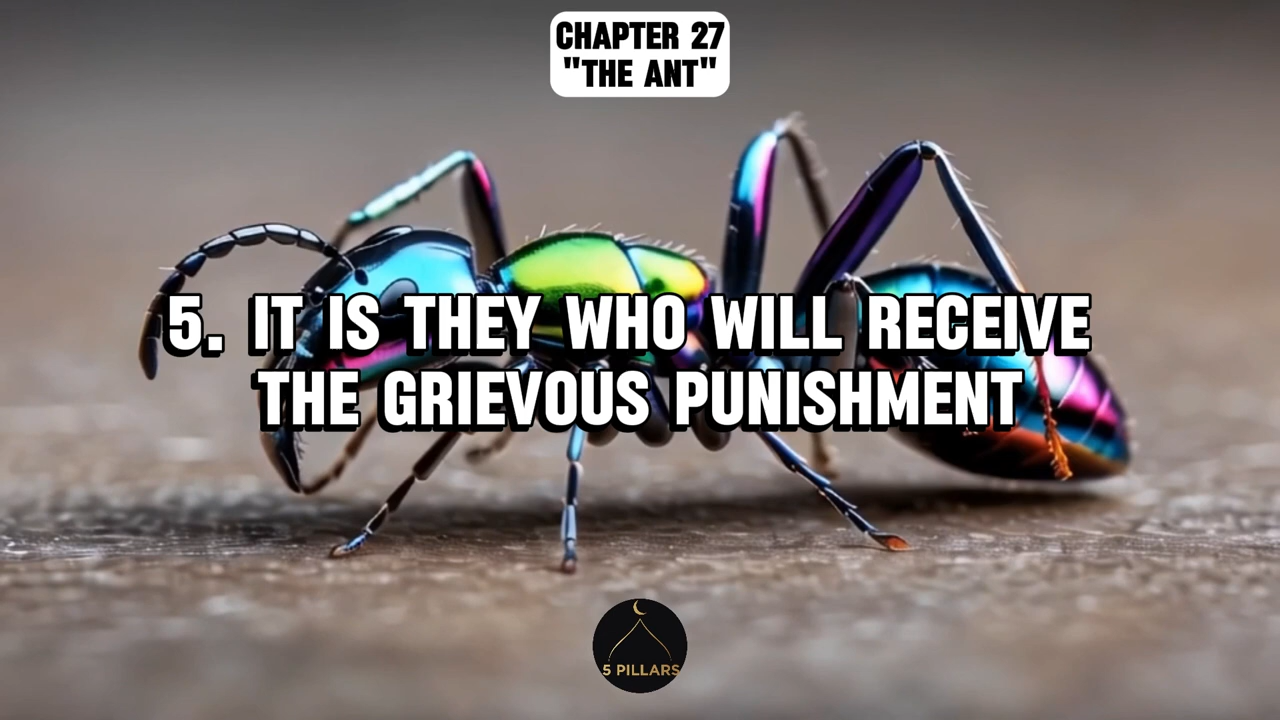 CHAPTER 27
"THE ANT"
5. IT IS THEY WHO WILL RECEIVE
THE GRIEVOUS PUNISHMENT
5 PILLARS